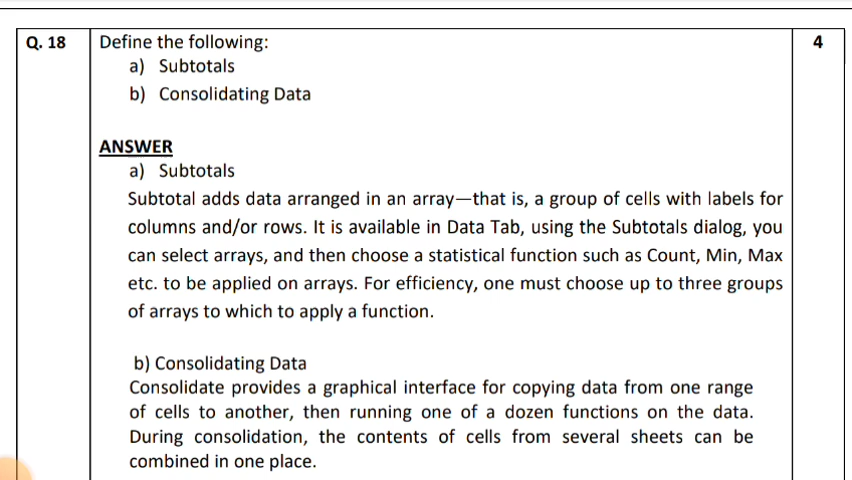 Q. 18 Define the following: 4
a) Subtotals
b) Consolidating Data
ANSWER
a) Subtotals
Subtotal adds data arranged in an array—that is, a group of cells with labels for
columns and/or rows. It is available in Data Tab, using the Subtotals dialog, you
can select arrays, and then choose a statistical function such as Count, Min, Max
etc. to be applied on arrays. For efficiency, one must choose up to three groups
of arrays to which to apply a function.
b) Consolidating Data
Consolidate provides a graphical interface for copying data from one range
of cells to another, then running one of a dozen functions on the data.
During consolidation, the contents of cells from several sheets can be
combined in one place.